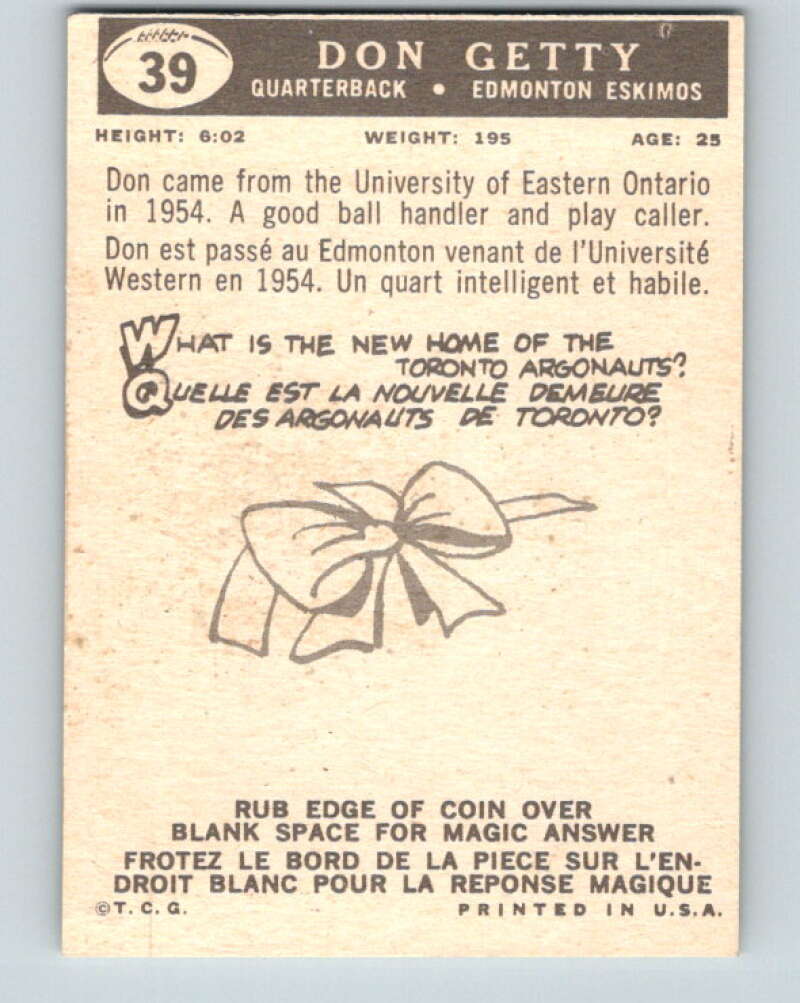 39
DON GETTY
QUARTERBACK • EDMONTON ESKIMOS
HEIGHT: 6:02 WEIGHT: 195 AGE: 25
Don came from the University of Eastern Ontario
in 1954. A good ball handler and play caller.
Don est passé au Edmonton venant de l'Université
Western en 1954. Un quart intelligent et habile.
WHAT IS THE NEW HOME OF THE
TORONTO ARGONAUTS?
QUELLE EST LA NOUVELLE DEMEURE
DES ARGONAUTS DE TORONTO?
RUB EDGE OF COIN OVER
BLANK SPACE FOR MAGIC ANSWER
FROTEZ LE BORD DE LA PIECE SUR L'EN-
DROIT BLANC POUR LA REPONSE MAGIQUE
©T. C. G. PRINTED IN U.S.A.